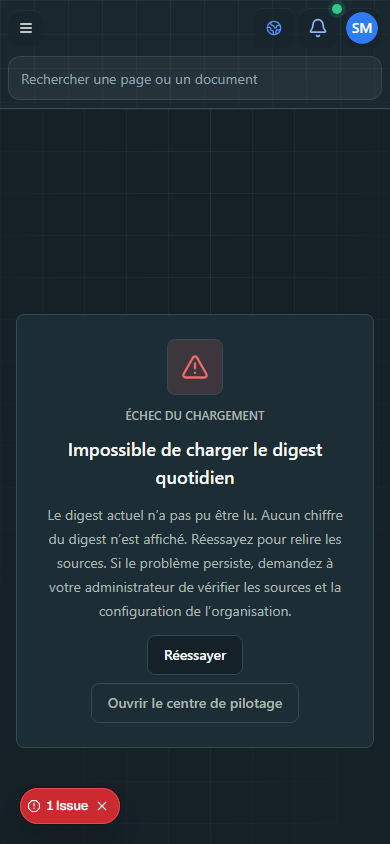 SM
Rechercher une page ou un document
ÉCHEC DU CHARGEMENT
Impossible de charger le digest
quotidien
Le digest actuel n’a pas pu être lu. Aucun chiffre
du digest n’est affiché. Réessayez pour relire les
sources. Si le problème persiste, demandez à
votre administrateur de vérifier les sources et la
configuration de l’organisation.
Réessayer
Ouvrir le centre de pilotage
1 Issue